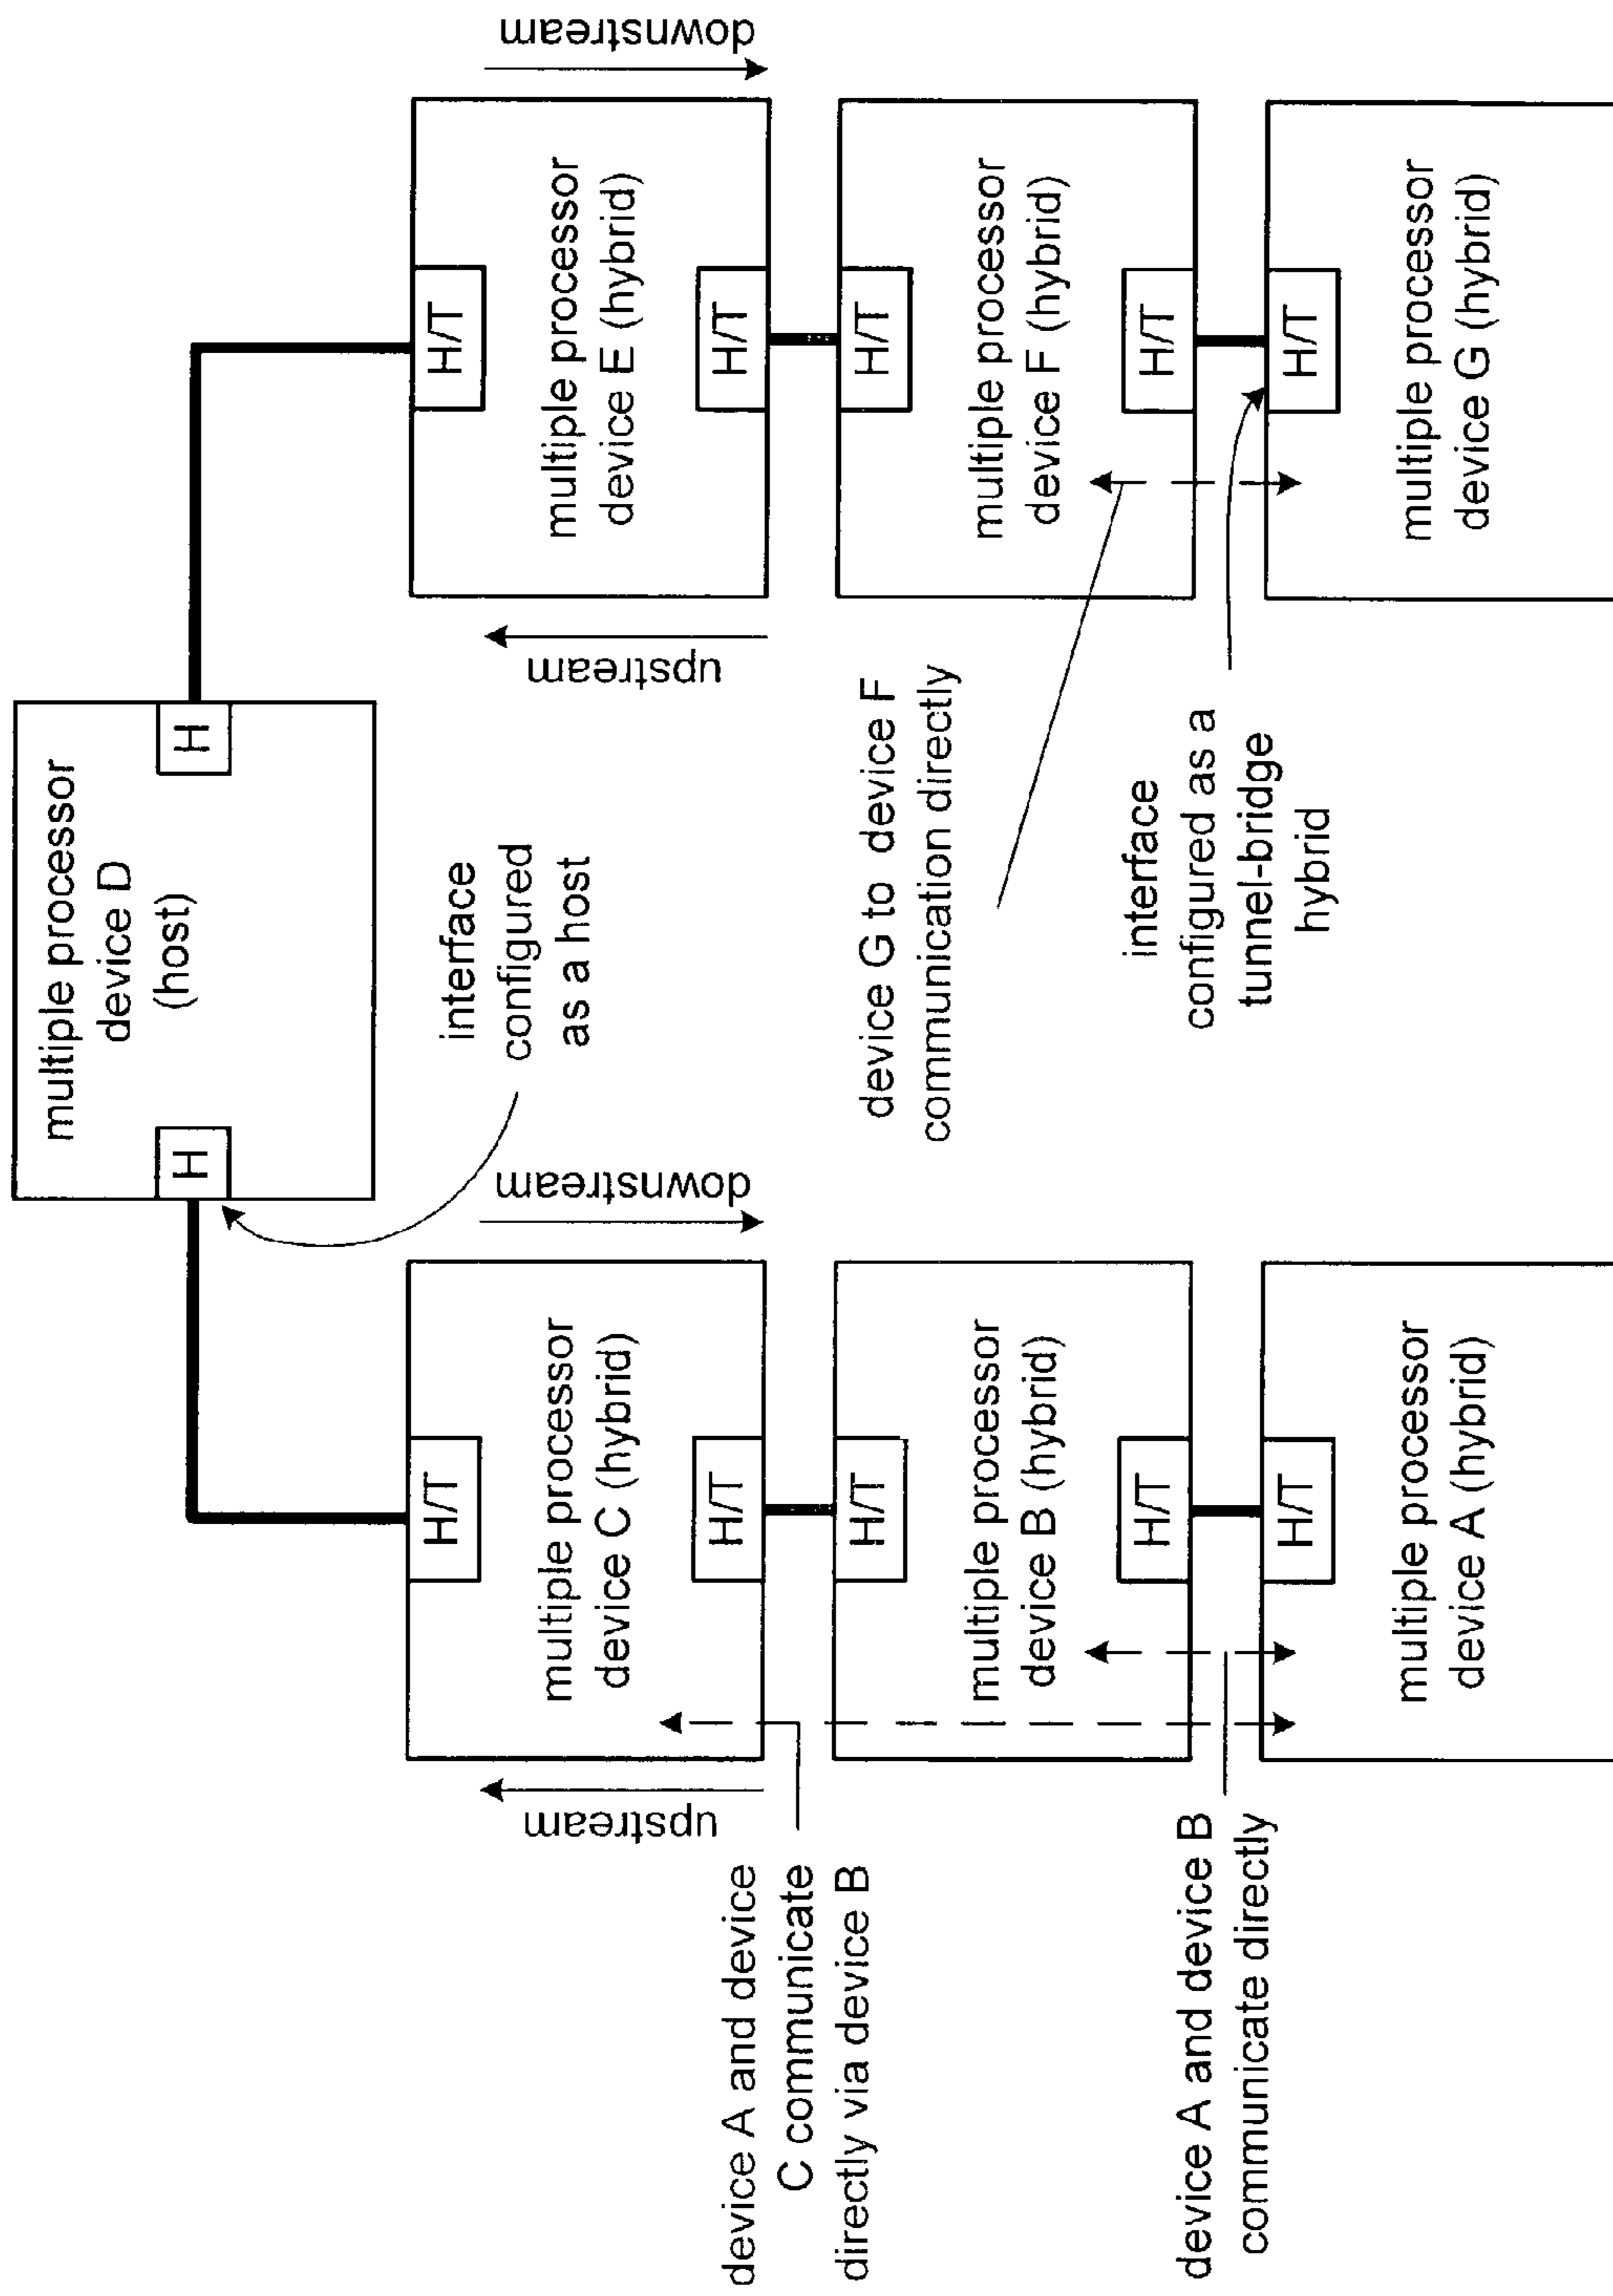 multiple processor
device D
(host)
H
H
interface
configured
as a host
downstream
upstream
H/T
multiple processor
device E (hybrid)
H/T
H/T
multiple processor
device F (hybrid)
H/T
H/T
multiple processor
device G (hybrid)
device G to device F
communication directly
interface
configured as a
tunnel-bridge
hybrid
downstream
upstream
H/T
multiple processor
device C (hybrid)
H/T
H/T
multiple processor
device B (hybrid)
H/T
H/T
multiple processor
device A (hybrid)
device A and device
C communicate
directly via device B
device A and device B
communicate directly